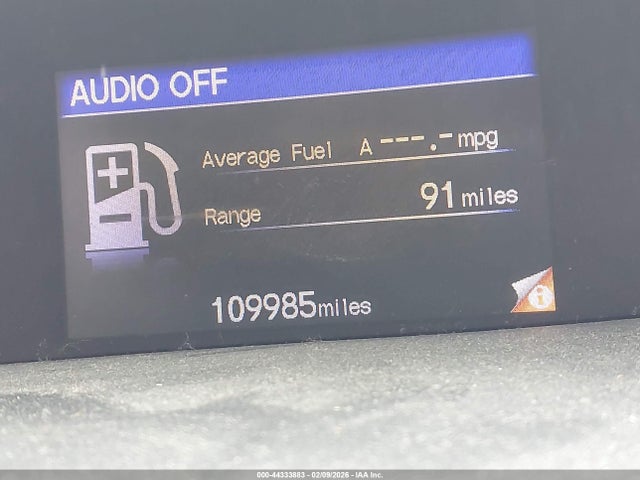 AUDIO OFF
Average Fuel A ---.- mpg
Range 91 miles
109985miles
i
000-44333883 - 02/09/2026 - IAA Inc.